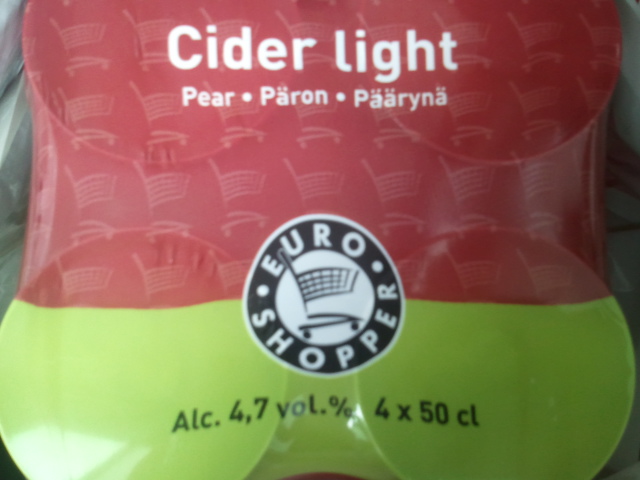 Cider light
Pear • Päron • Päärynä
EURO
SHOPPER
Alc. 4,7 vol.% 4 x 50 cl